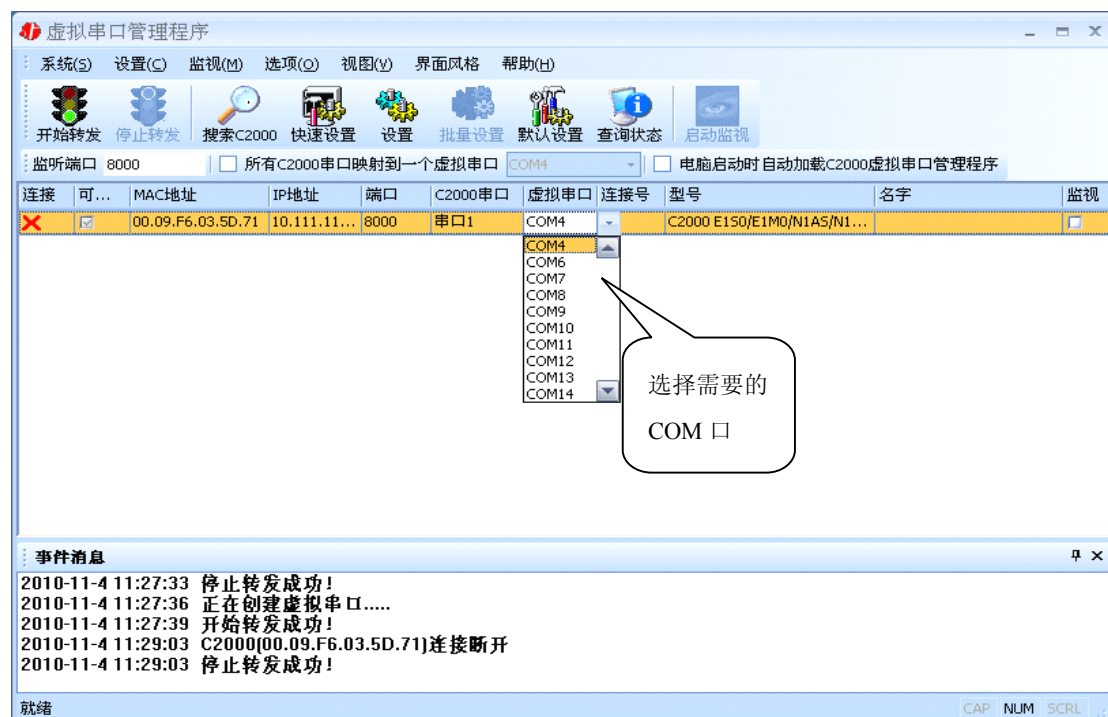 虚拟串口管理程序
系统(S) 设置(C) 监视(M) 选项(O) 视图(V) 界面风格 帮助(H)
开始转发 停止转发 搜索C2000 快速设置 设置 批量设置 默认设置 查询状态 启动监视
监听端口 8000 所有C2000串口映射到一个虚拟串口 COM4 电脑启动时自动加载C2000虚拟串口管理程序
连接 可... MAC地址 IP地址 端口 C2000串口 虚拟串口 连接号 型号 名字 监视
00.09.F6.03.5D.71 10.111.11... 8000 串口1 COM4 C2000 E1S0/E1M0/N1AS/N1...
COM4
COM6
COM7
COM8
COM9
COM10
COM11
COM12
COM13
COM14
选择需要的
COM 口
事件消息
2010-11-4 11:27:33 停止转发成功!
2010-11-4 11:27:36 正在创建虚拟串口.....
2010-11-4 11:27:39 开始转发成功!
2010-11-4 11:29:03 C2000(00.09.F6.03.5D.71)连接断开
2010-11-4 11:29:03 停止转发成功!
就绪 CAP NUM SCRL